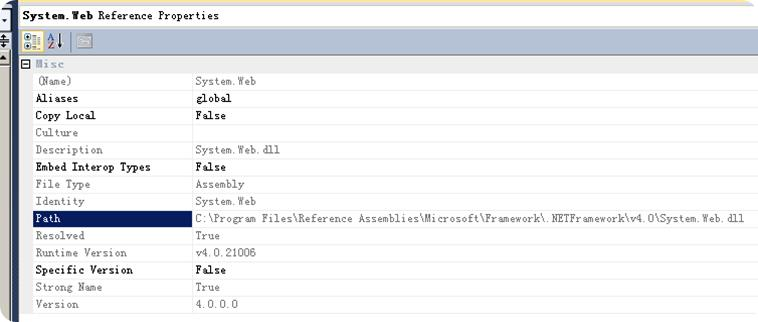 System.Web Reference Properties
A Z
Misc
(Name) System.Web
Aliases global
Copy Local False
Culture
Description System.Web.dll
Embed Interop Types False
File Type Assembly
Identity System.Web
Path C:\Program Files\Reference Assemblies\Microsoft\Framework\.NETFramework\v4.0\System.Web.dll
Resolved True
Runtime Version v4.0.21006
Specific Version False
Strong Name True
Version 4.0.0.0